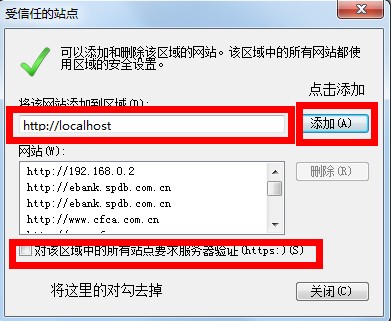 受信任的站点
可以添加和删除该区域的网站。该区域中的所有网站都使
用区域的安全设置。
点击添加
将该网站添加到区域(D):
http://localhost
添加(A)
网站(W):
http://192.168.0.2
http://ebank.spdb.com.cn
http://ebank.spdb.com.cn
http://www.cfca.com.cn
删除(R)
对该区域中的所有站点要求服务器验证(https:)(S)
将这里的对勾去掉
关闭(C)